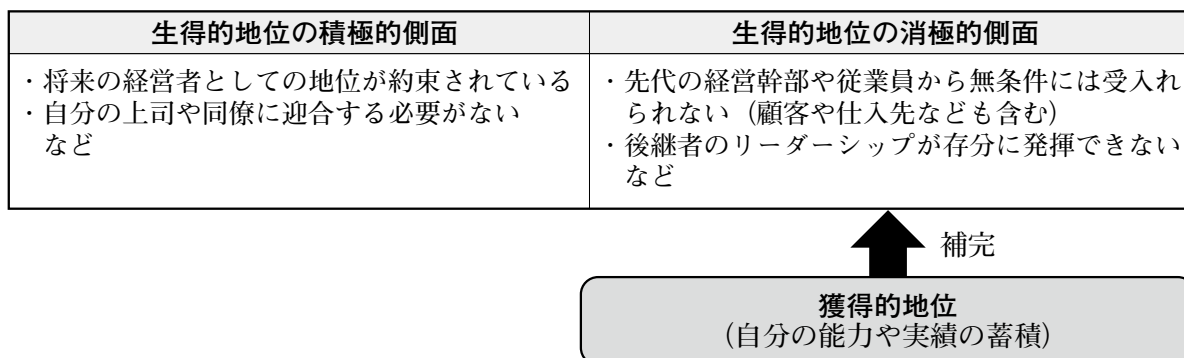 生得的地位の積極的側面
生得的地位の消極的側面
・将来の経営者としての地位が約束されている
・自分の上司や同僚に迎合する必要がない
など
・先代の経営幹部や従業員から無条件には受入れ
られない（顧客や仕入先なども含む）
・後継者のリーダーシップが存分に発揮できない
など
補完
獲得的地位
（自分の能力や実績の蓄積）